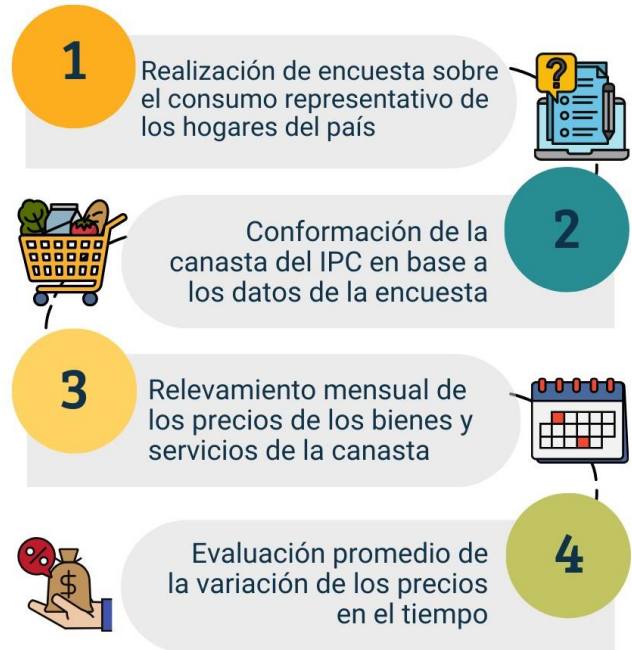 1
Realización de encuesta sobre
el consumo representativo de
los hogares del país
?
2
Conformación de la
canasta del IPC en base a
los datos de la encuesta
3
Relevamiento mensual de
los precios de los bienes y
servicios de la canasta
4
Evaluación promedio de
la variación de los precios
en el tiempo
%
$